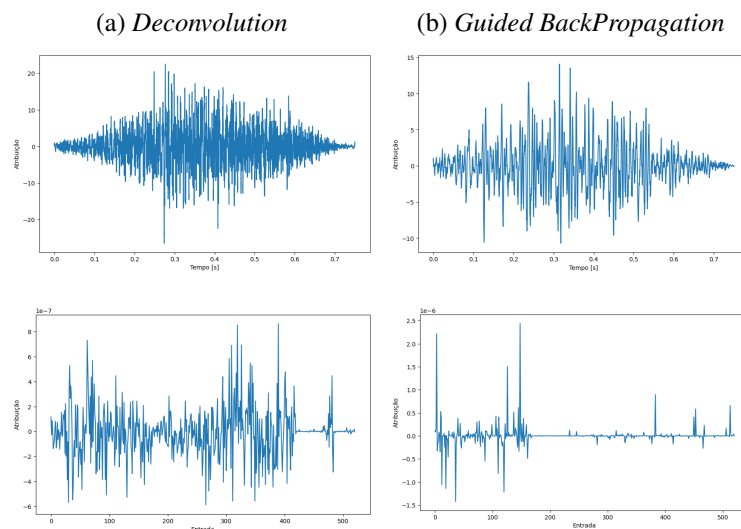 (a) Deconvolution
(b) Guided BackPropagation
20
10
0
−10
−20
Atribuição
0.0 0.1 0.2 0.3 0.4 0.5 0.6 0.7
Tempo [s]
15
10
5
0
−5
−10
Atribuição
0.0 0.1 0.2 0.3 0.4 0.5 0.6 0.7
Tempo [s]
1e−7
8
6
4
2
0
−2
−4
−6
Atribuição
0 100 200 300 400 500
Entrada
1e−6
2.5
2.0
1.5
1.0
0.5
0.0
−0.5
−1.0
−1.5
Atribuição
0 100 200 300 400 500
Entrada